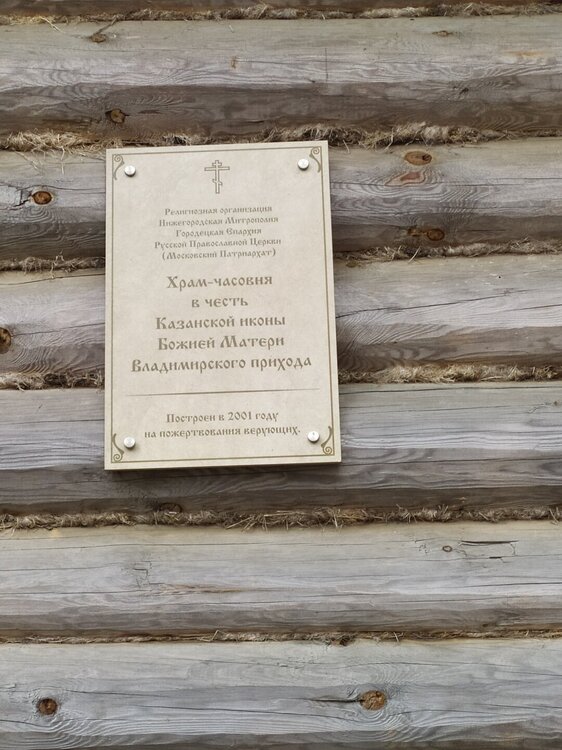 Религиозная организация
Нижегородская Митрополия
Городецкая Епархия
Русской Православной Церкви
(Московский Патриархат)
Храм-часовня
в честь
Казанской иконы
Божией Матери
Владимирского прихода
Построен в 2001 году
на пожертвования верующих.